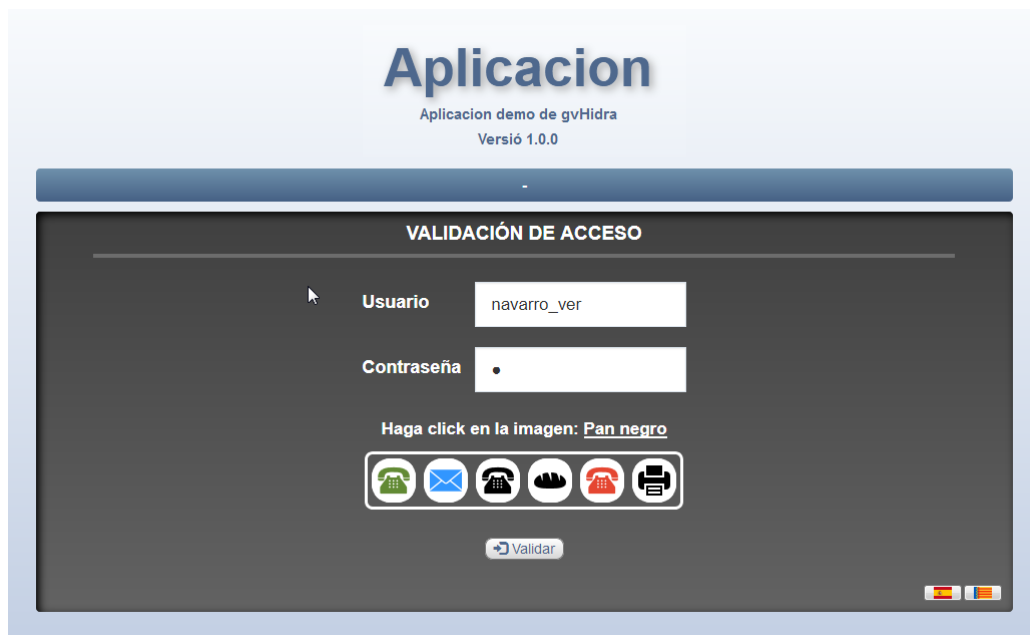 Aplicacion
Aplicacion demo de gvHidra
Versió 1.0.0
-
VALIDACIÓN DE ACCESO
Usuario navarro_ver
Contraseña •
Haga click en la imagen: Pan negro
Validar